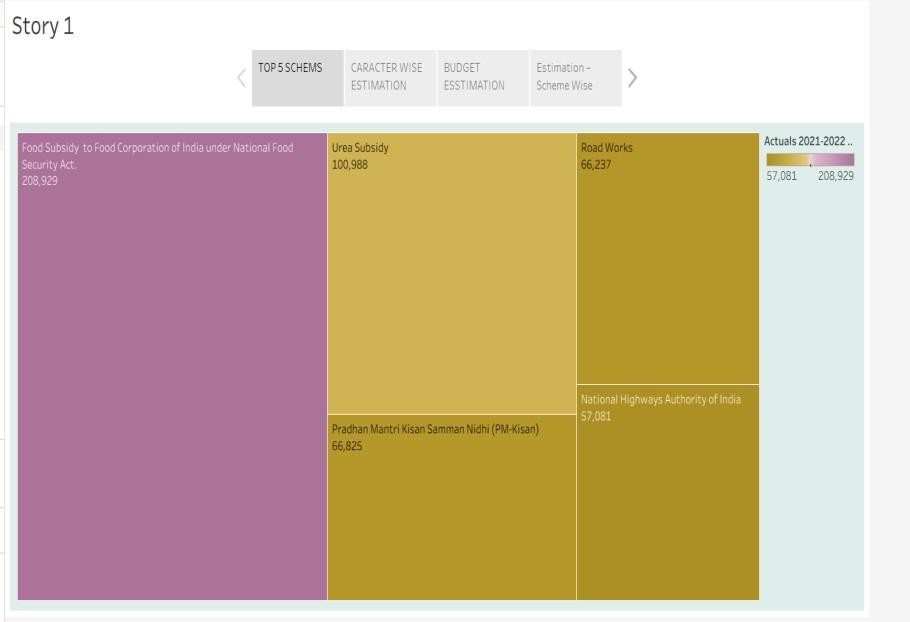 Story 1
TOP 5 SCHEMS
CARACTER WISE
ESTIMATION
BUDGET
ESSTIMATION
Estimation –
Scheme Wise
Food Subsidy to Food Corporation of India under National Food
Security Act.
208,929
Urea Subsidy
100,988
Road Works
66,237
Pradhan Mantri Kisan Samman Nidhi (PM-Kisan)
66,825
National Highways Authority of India
57,081
Actuals 2021-2022 ..
57,081 208,929